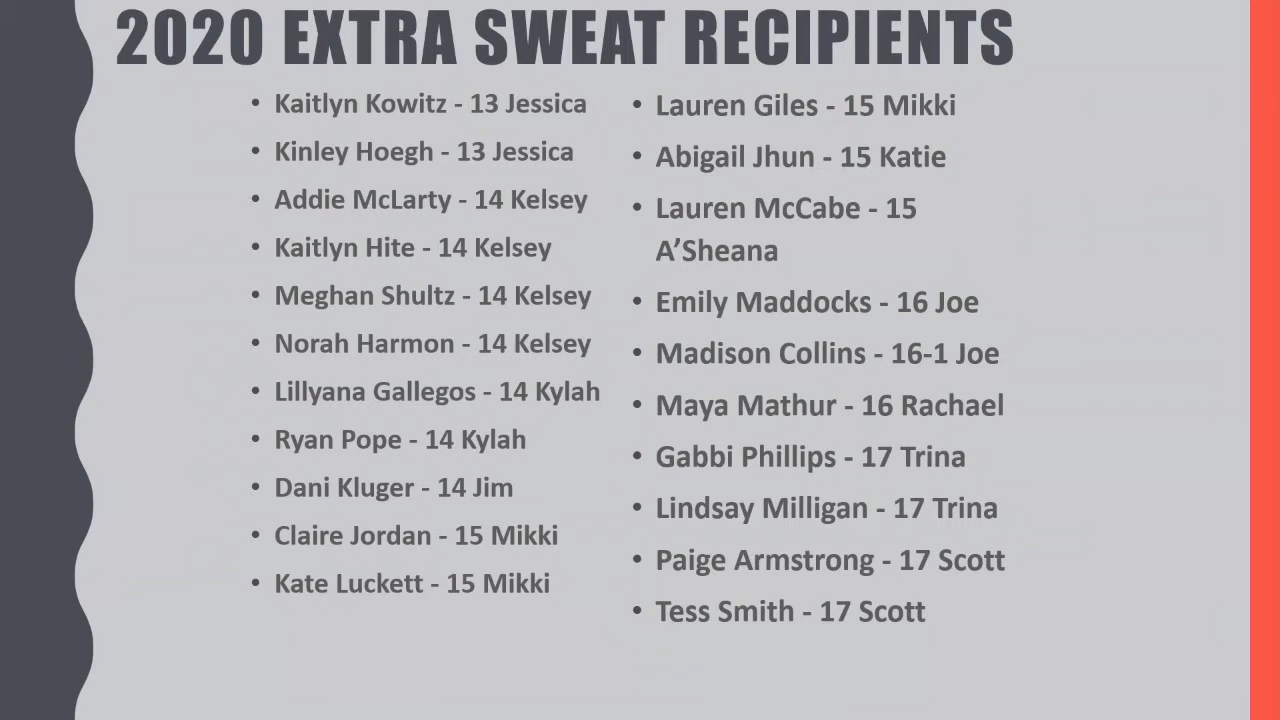 2020 EXTRA SWEAT RECIPIENTS
• Kaitlyn Kowitz - 13 Jessica
• Kinley Hoegh - 13 Jessica
• Addie McLarty - 14 Kelsey
• Kaitlyn Hite - 14 Kelsey
• Meghan Shultz - 14 Kelsey
• Norah Harmon - 14 Kelsey
• Lillyana Gallegos - 14 Kylah
• Ryan Pope - 14 Kylah
• Dani Kluger - 14 Jim
• Claire Jordan - 15 Mikki
• Kate Luckett - 15 Mikki
• Lauren Giles - 15 Mikki
• Abigail Jhun - 15 Katie
• Lauren McCabe - 15
A’Sheana
• Emily Maddocks - 16 Joe
• Madison Collins - 16-1 Joe
• Maya Mathur - 16 Rachael
• Gabbi Phillips - 17 Trina
• Lindsay Milligan - 17 Trina
• Paige Armstrong - 17 Scott
• Tess Smith - 17 Scott